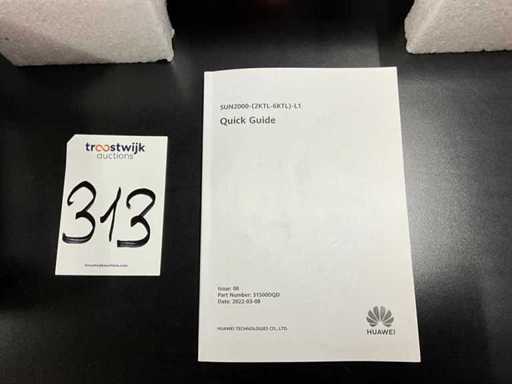 troostwijk
auctions
313
SUN2000-(2KTL-6KTL)-L1
Quick Guide
Issue: 08
Part Number: 31500DQD
Date: 2022-03-08
HUAWEI TECHNOLOGIES CO., LTD.
HUAWEI